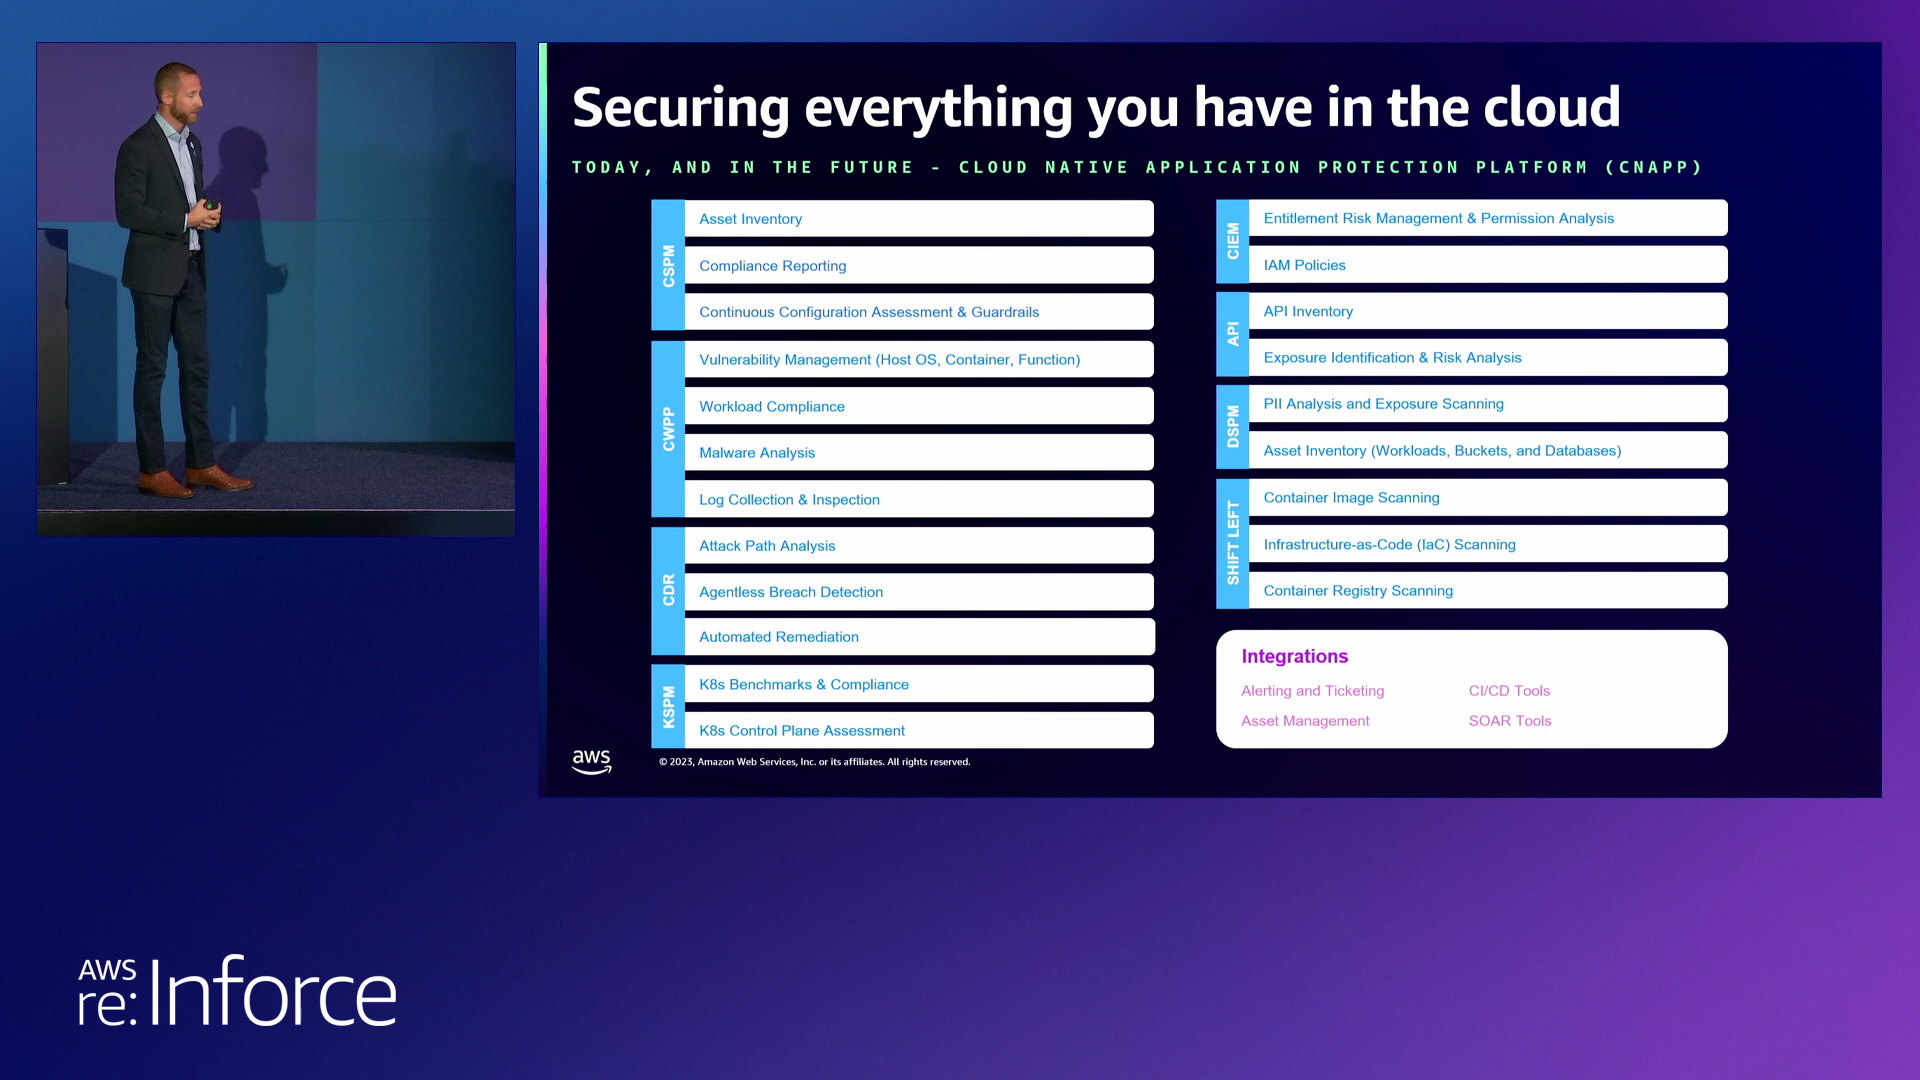 Securing everything you have in the cloud
TODAY, AND IN THE FUTURE - CLOUD NATIVE APPLICATION PROTECTION PLATFORM (CNAPP)
CSPM
Asset Inventory
Compliance Reporting
Continuous Configuration Assessment & Guardrails
CWPP
Vulnerability Management (Host OS, Container, Function)
Workload Compliance
Malware Analysis
Log Collection & Inspection
CDR
Attack Path Analysis
Agentless Breach Detection
Automated Remediation
KSPM
K8s Benchmarks & Compliance
K8s Control Plane Assessment
CIEM
Entitlement Risk Management & Permission Analysis
IAM Policies
API
API Inventory
Exposure Identification & Risk Analysis
DSPM
PII Analysis and Exposure Scanning
Asset Inventory (Workloads, Buckets, and Databases)
SHIFT LEFT
Container Image Scanning
Infrastructure-as-Code (IaC) Scanning
Container Registry Scanning
Integrations
Alerting and Ticketing
CI/CD Tools
Asset Management
SOAR Tools
aws
© 2023, Amazon Web Services, Inc. or its affiliates. All rights reserved.
AWS
re:Inforce